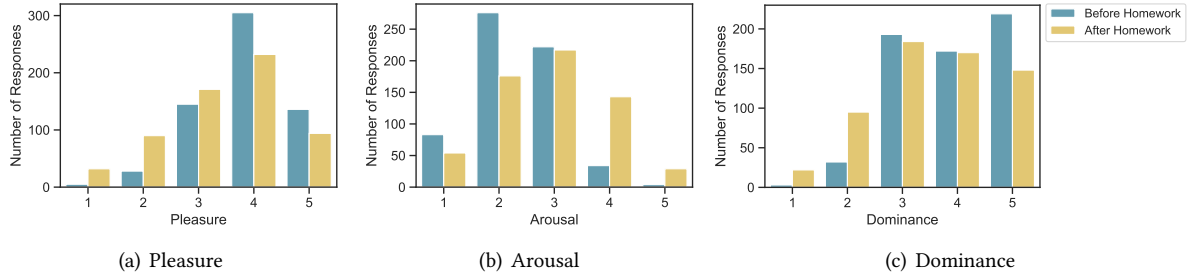 Number of Responses
300
200
100
0
1 2 3 4 5
Pleasure
(a) Pleasure
Number of Responses
250
200
150
100
50
0
1 2 3 4 5
Arousal
(b) Arousal
Number of Responses
200
150
100
50
0
1 2 3 4 5
Dominance
(c) Dominance
Before Homework
After Homework